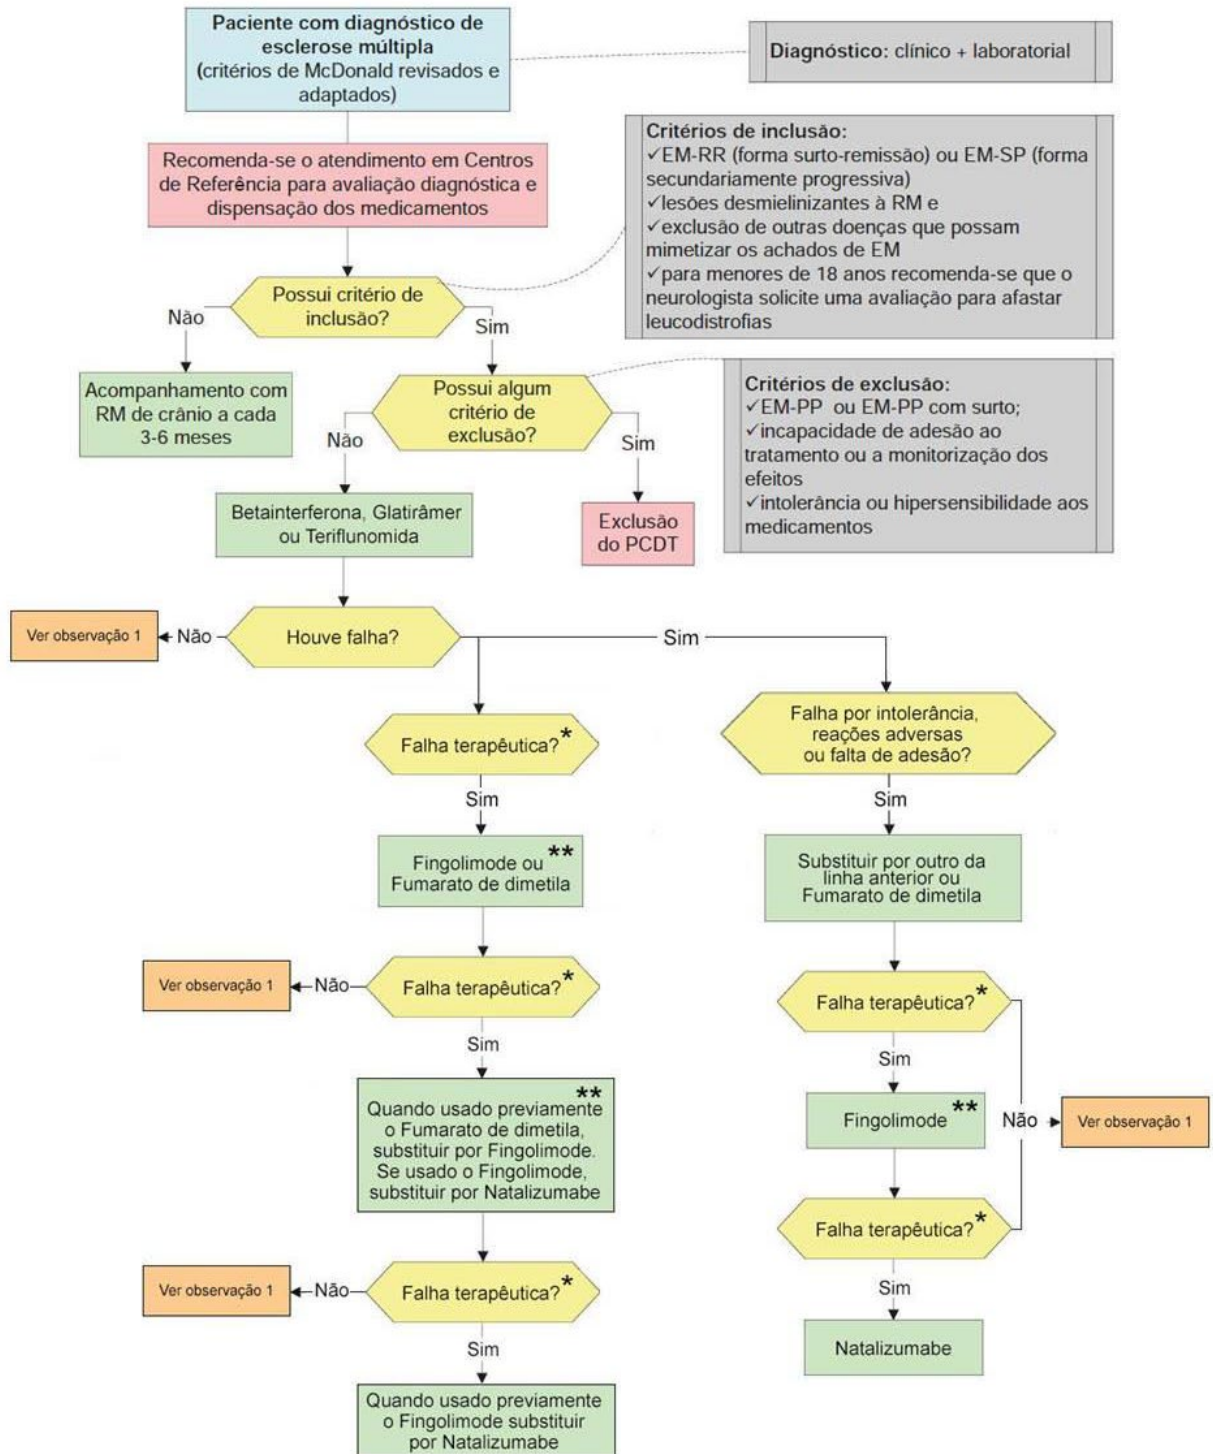 Paciente com diagnóstico de
esclerose múltipla
(critérios de McDonald revisados e
adaptados)
Diagnóstico: clínico + laboratorial
Recomenda-se o atendimento em Centros
de Referência para avaliação diagnóstica e
dispensação dos medicamentos
Critérios de inclusão:
✓EM-RR (forma surto-remissão) ou EM-SP (forma
secundariamente progressiva)
✓lesões desmielinizantes à RM e
✓exclusão de outras doenças que possam
mimetizar os achados de EM
✓para menores de 18 anos recomenda-se que o
neurologista solicite uma avaliação para afastar
leucodistrofias
Possui critério de
inclusão?
Não
Sim
Acompanhamento com
RM de crânio a cada
3-6 meses
Possui algum
critério de
exclusão?
Critérios de exclusão:
✓EM-PP ou EM-PP com surto;
✓incapacidade de adesão ao
tratamento ou a monitorização dos
efeitos
✓intolerância ou hipersensibilidade aos
medicamentos
Não
Sim
Betainterferona, Glatirâmer
ou Teriflunomida
Exclusão
do PCDT
Houve falha?
Não
Ver observação 1
Sim
Falha terapêutica?*
Falha por intolerância,
reações adversas
ou falta de adesão?
Sim
Sim
Fingolimode ou **
Fumarato de dimetila
Substituir por outro da
linha anterior ou
Fumarato de dimetila
Falha terapêutica?*
Não
Ver observação 1
Falha terapêutica?*
Sim
Sim
**
Quando usado previamente
o Fumarato de dimetila,
substituir por Fingolimode.
Se usado o Fingolimode,
substituir por Natalizumabe
Fingolimode **
Não
Ver observação 1
Falha terapêutica?*
Falha terapêutica?*
Não
Ver observação 1
Sim
Sim
Natalizumabe
Quando usado previamente
o Fingolimode substituir
por Natalizumabe